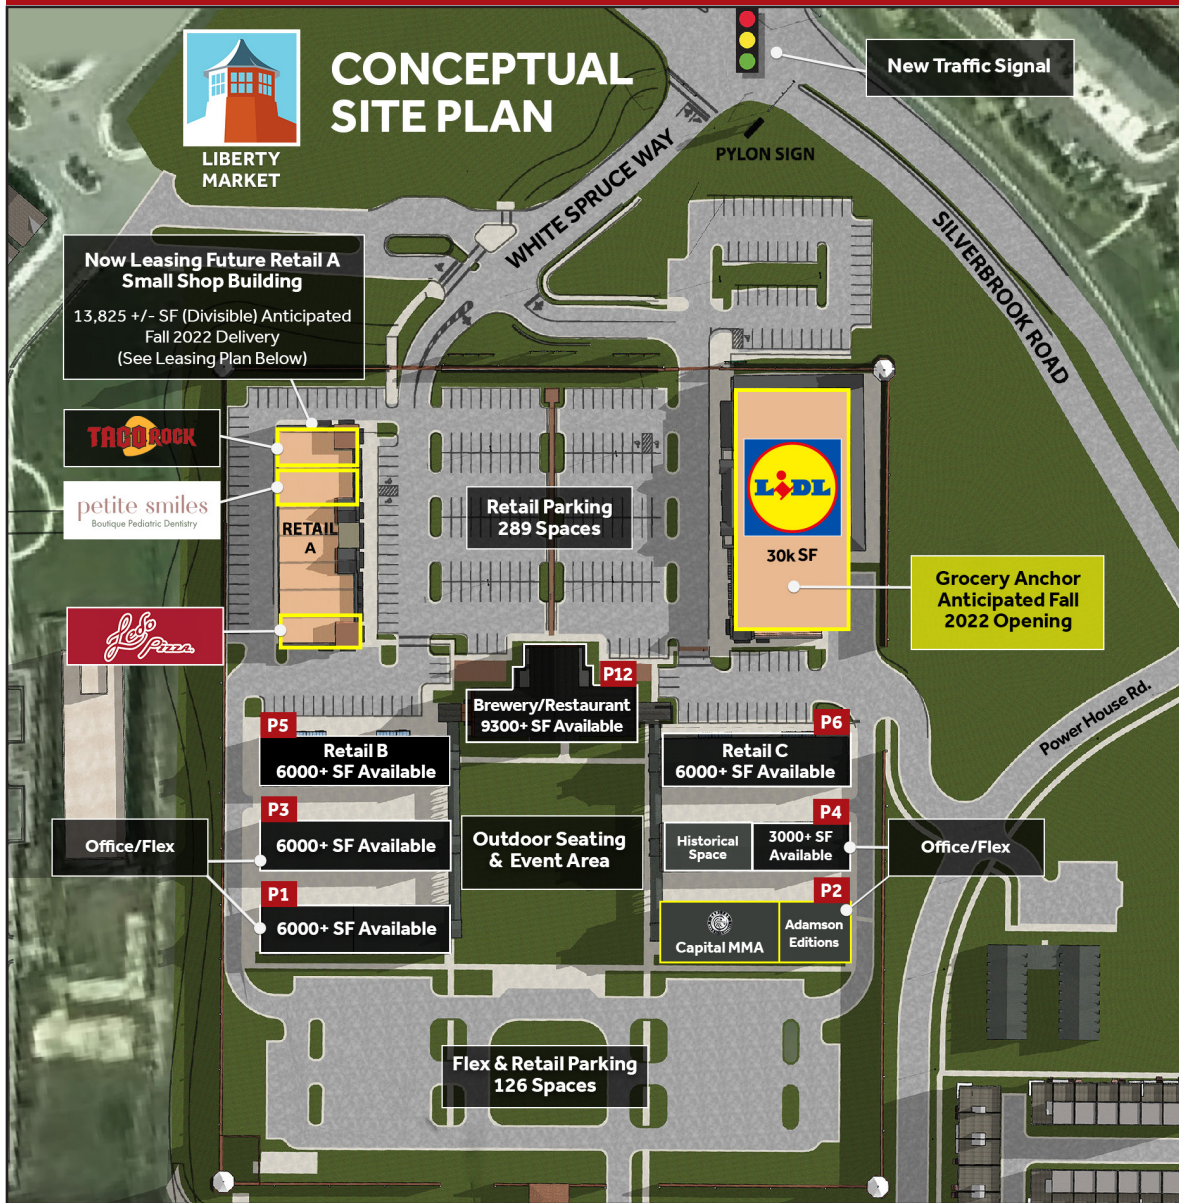 CONCEPTUAL
SITE PLAN
LIBERTY
MARKET
New Traffic Signal
PYLON SIGN
WHITE SPRUCE WAY
SILVERBROOK ROAD
Now Leasing Future Retail A
Small Shop Building
13,825 +/- SF (Divisible) Anticipated
Fall 2022 Delivery
(See Leasing Plan Below)
TACO ROCK
petite smiles
Boutique Pediatric Dentistry
RETAIL
A
Retail Parking
289 Spaces
LIDL
30k SF
Grocery Anchor
Anticipated Fall
2022 Opening
Ledo
Pizza
P12
Brewery/Restaurant
9300+ SF Available
Power House Rd.
P5
Retail B
6000+ SF Available
P6
Retail C
6000+ SF Available
P3
6000+ SF Available
Office/Flex
Outdoor Seating
& Event Area
P4
Historical
Space
3000+ SF
Available
Office/Flex
P1
6000+ SF Available
P2
Capital MMA
Adamson
Editions
Flex & Retail Parking
126 Spaces